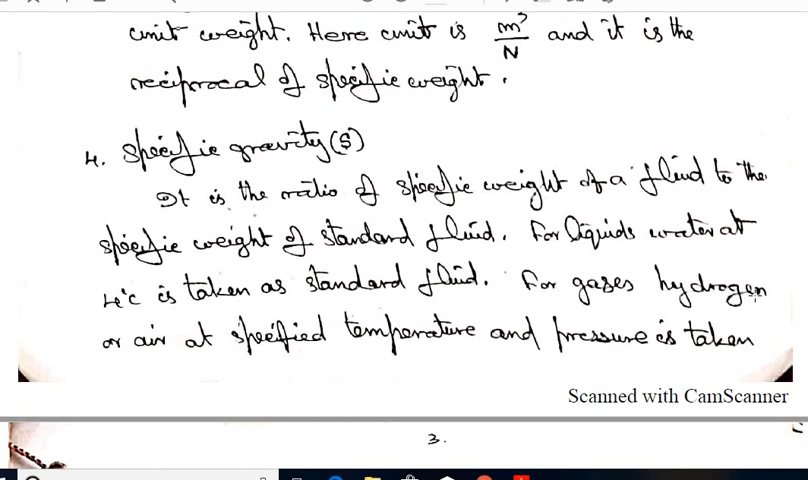 unit weight. Here unit is m³/N and it is the
reciprocal of specific weight.
4. Specific gravity (S)
It is the ratio of specific weight of a fluid to the
specific weight of standard fluid. For liquids water at
4°c is taken as standard fluid. For gases hydrogen
or air at specified temperature and pressure is taken
Scanned with CamScanner
3.